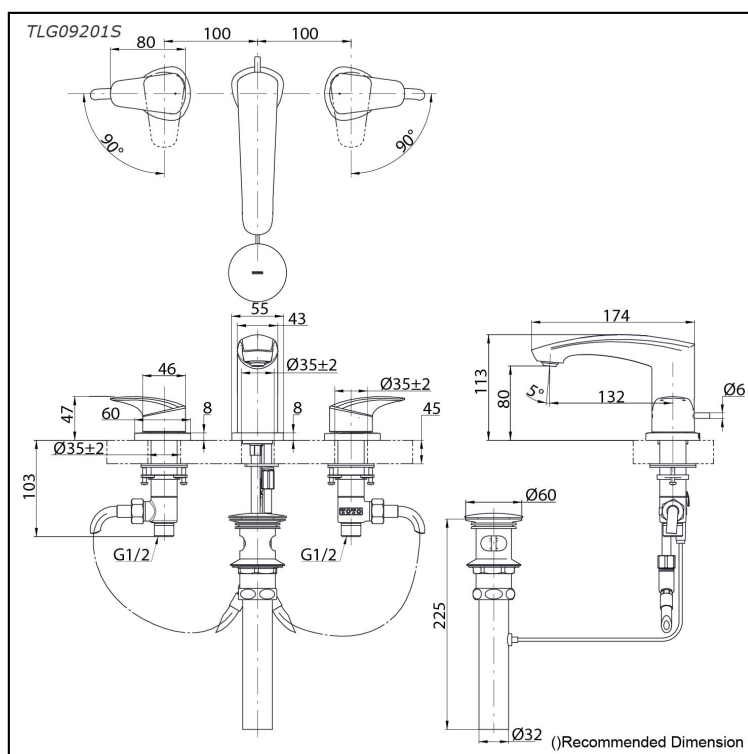 TLG09201S
100
100
80
90°
90°
TOTO
55
43
174
Ø35±2
46
Ø35±2
113
47
60
8
8
45
80
5°
132
Ø6
Ø35±2
103
Ø60
TOTO
G1/2
G1/2
225
Ø32
()Recommended Dimension